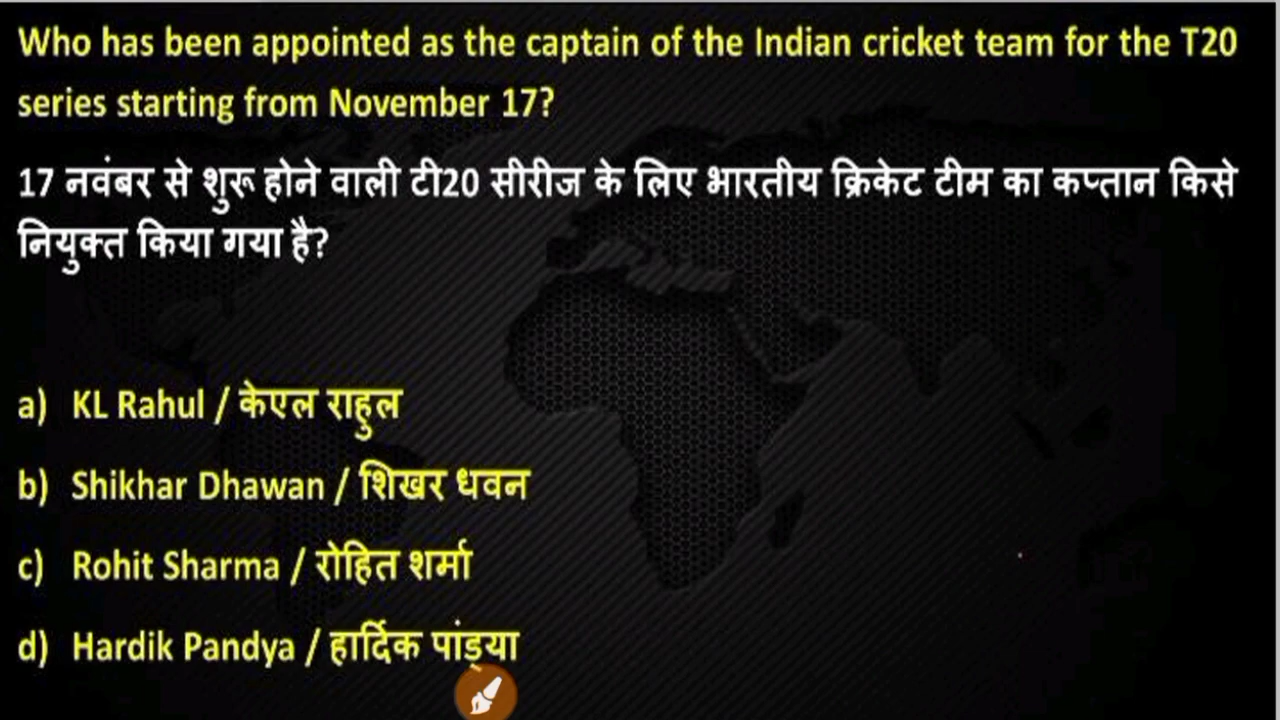 Who has been appointed as the captain of the Indian cricket team for the T20
series starting from November 17?
17 नवंबर से शुरू होने वाली टी20 सीरीज के लिए भारतीय क्रिकेट टीम का कप्तान किसे
नियुक्त किया गया है?
a) KL Rahul / केएल राहुल
b) Shikhar Dhawan / शिखर धवन
c) Rohit Sharma / रोहित शर्मा
d) Hardik Pandya / हार्दिक पांड्या